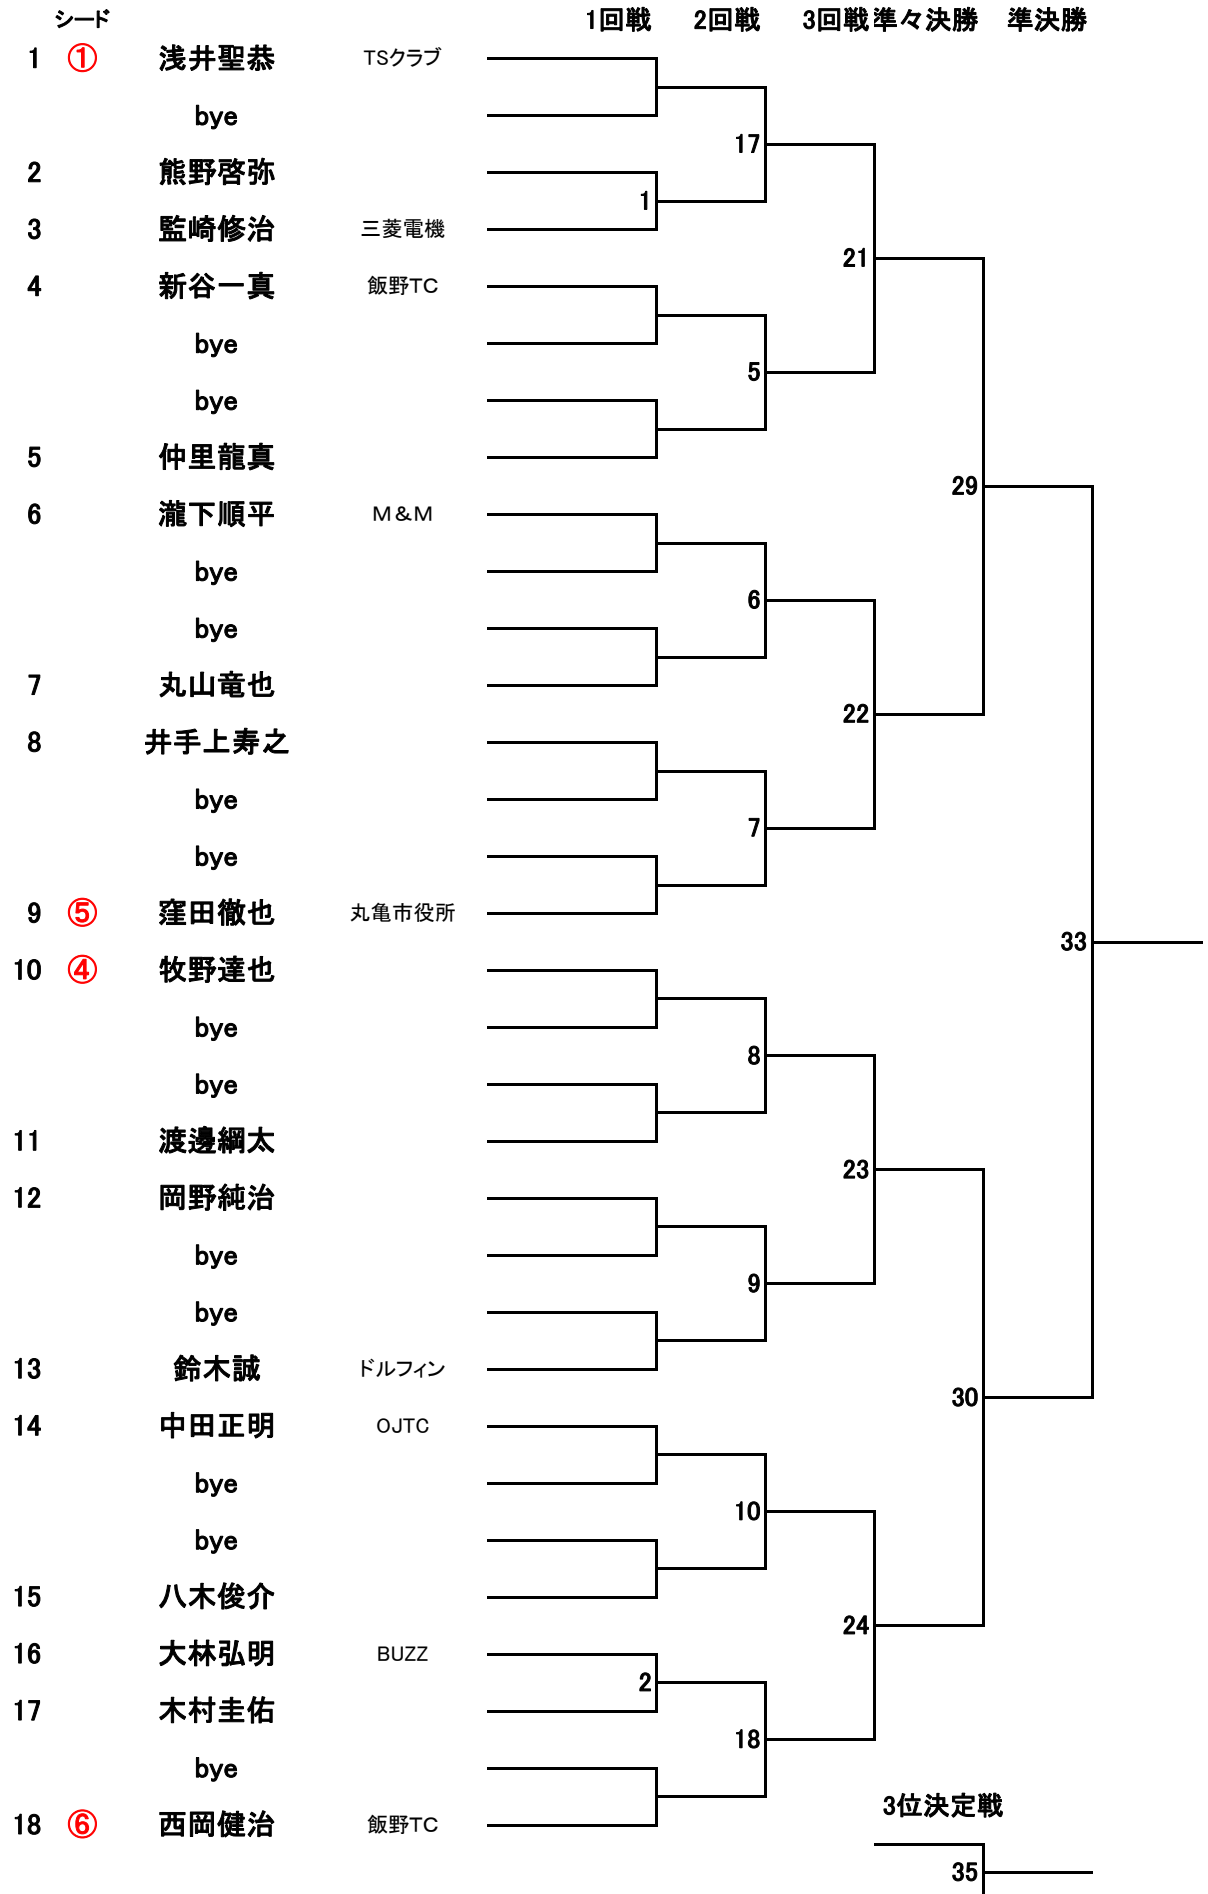 シード 1回戦 2回戦 3回戦 準々決勝 準決勝
1 ① 浅井聖恭 TSクラブ
bye
17
2 熊野啓弥
1
3 監崎修治 三菱電機
21
4 新谷一真 飯野TC
bye
5
bye
5 仲里龍真
29
6 瀧下順平 M&M
bye
6
bye
7 丸山竜也
22
8 井手上寿之
bye
7
bye
9 ⑤ 窪田徹也 丸亀市役所
33
10 ④ 牧野達也
bye
8
bye
11 渡邊綱太
23
12 岡野純治
bye
9
bye
13 鈴木誠 ドルフィン
30
14 中田正明 OJTC
bye
10
bye
15 八木俊介
24
16 大林弘明 BUZZ
2
17 木村圭佑
18
bye
3位決定戦
18 ⑥ 西岡健治 飯野TC
35